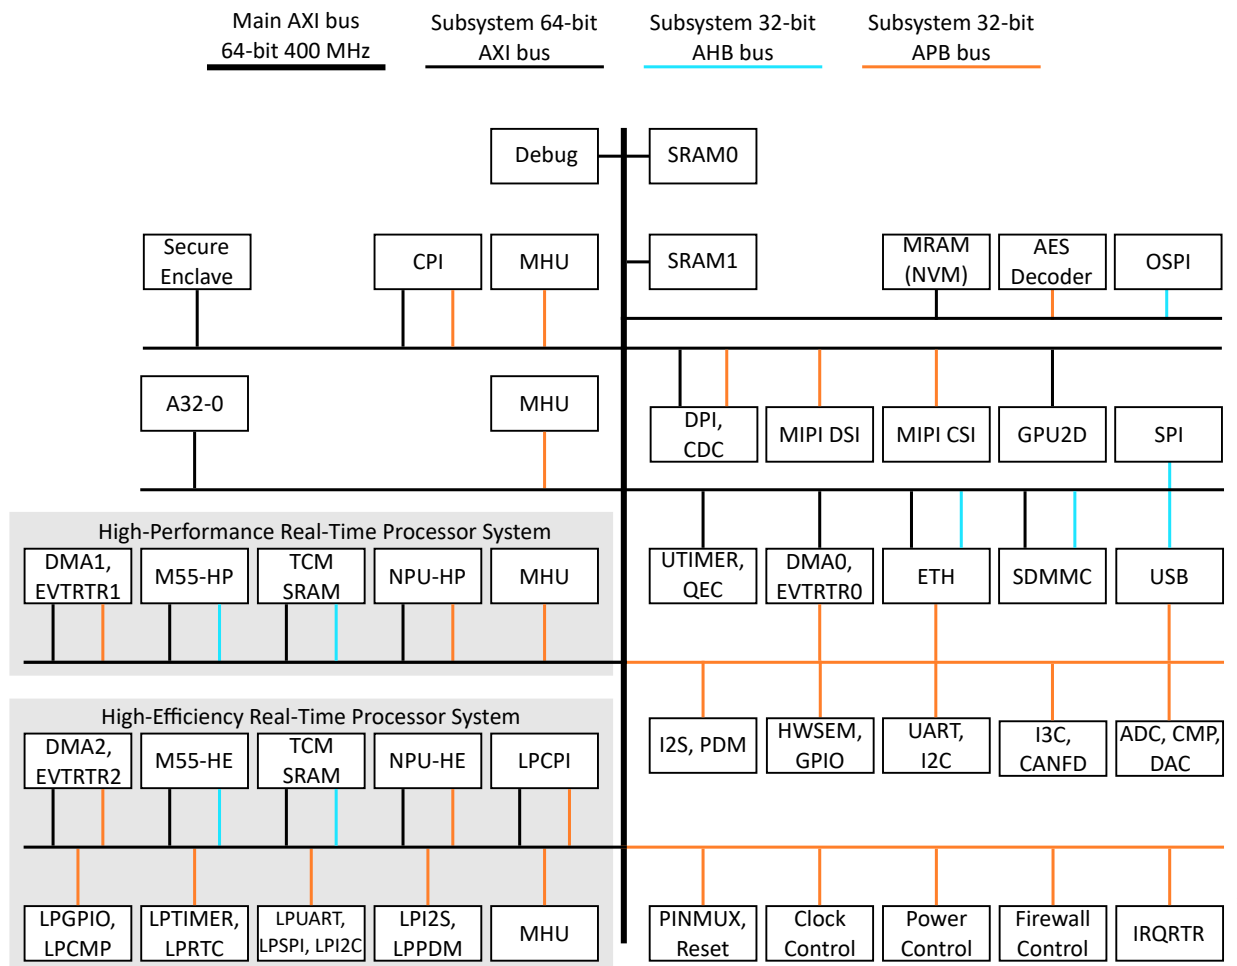 Main AXI bus
64-bit 400 MHz
Subsystem 64-bit
AXI bus
Subsystem 32-bit
AHB bus
Subsystem 32-bit
APB bus
Debug
SRAM0
Secure
Enclave
CPI
MHU
SRAM1
MRAM
(NVM)
AES
Decoder
OSPI
A32-0
MHU
DPI,
CDC
MIPI DSI
MIPI CSI
GPU2D
SPI
High-Performance Real-Time Processor System
DMA1,
EVTRTR1
M55-HP
TCM
SRAM
NPU-HP
MHU
UTIMER,
QEC
DMA0,
EVTRTR0
ETH
SDMMC
USB
High-Efficiency Real-Time Processor System
DMA2,
EVTRTR2
M55-HE
TCM
SRAM
NPU-HE
LPCPI
I2S, PDM
HWSEM,
GPIO
UART,
I2C
I3C,
CANFD
ADC, CMP,
DAC
LPGPIO,
LPCMP
LPTIMER,
LPRTC
LPUART,
LPSPI, LPI2C
LPI2S,
LPPDM
MHU
PINMUX,
Reset
Clock
Control
Power
Control
Firewall
Control
IRQRTR